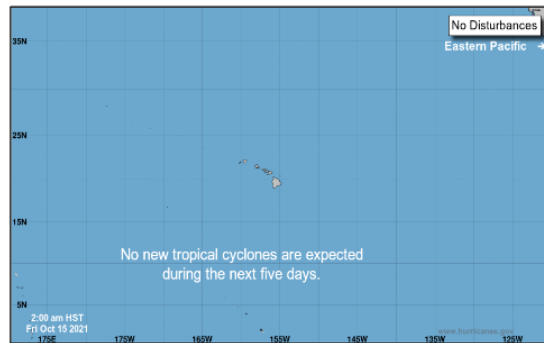 No Disturbances
35N
Eastern Pacific →
25N
15N
No new tropical cyclones are expected
during the next five days.
5N
2:00 am HST
Fri Oct 15 2021
www.hurricanes.gov
175E
175W
165W
155W
145W
135W
125W